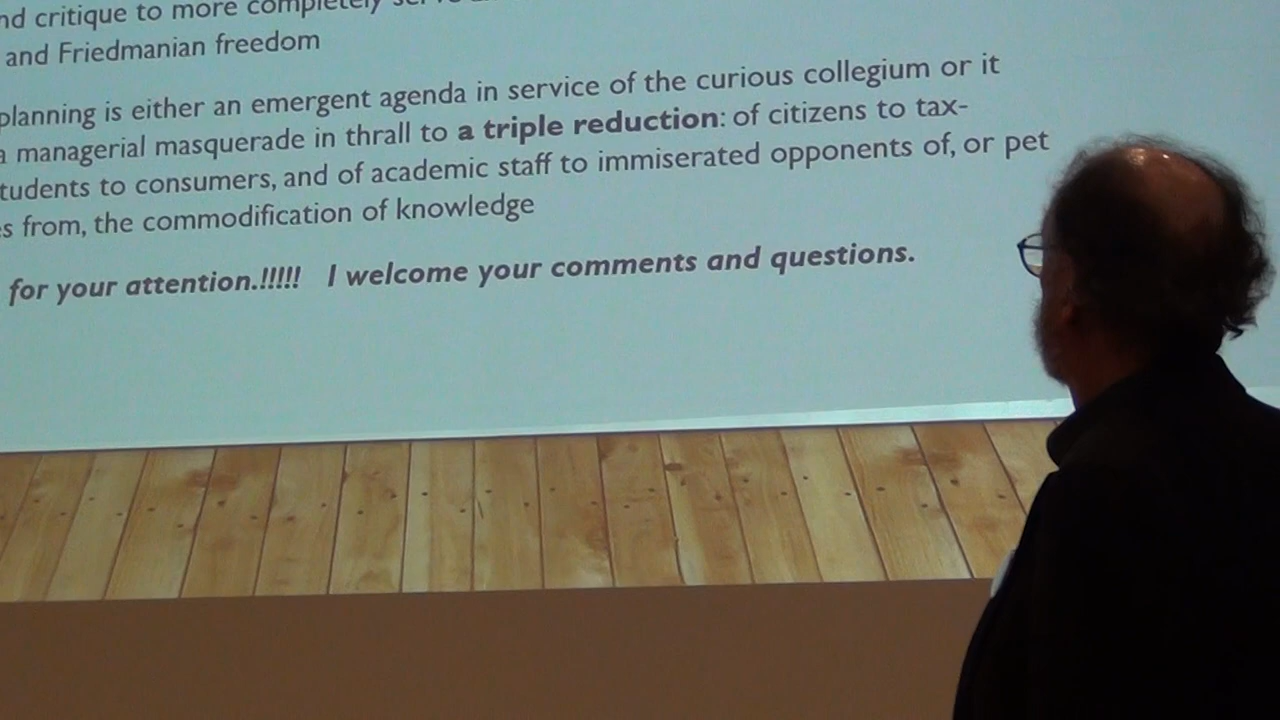 nd critique to more completely
and Friedmanian freedom
planning is either an emergent agenda in service of the curious collegium or it
a managerial masquerade in thrall to a triple reduction: of citizens to tax-
tudents to consumers, and of academic staff to immiserated opponents of, or pet
es from, the commodification of knowledge
for your attention.!!!!! I welcome your comments and questions.